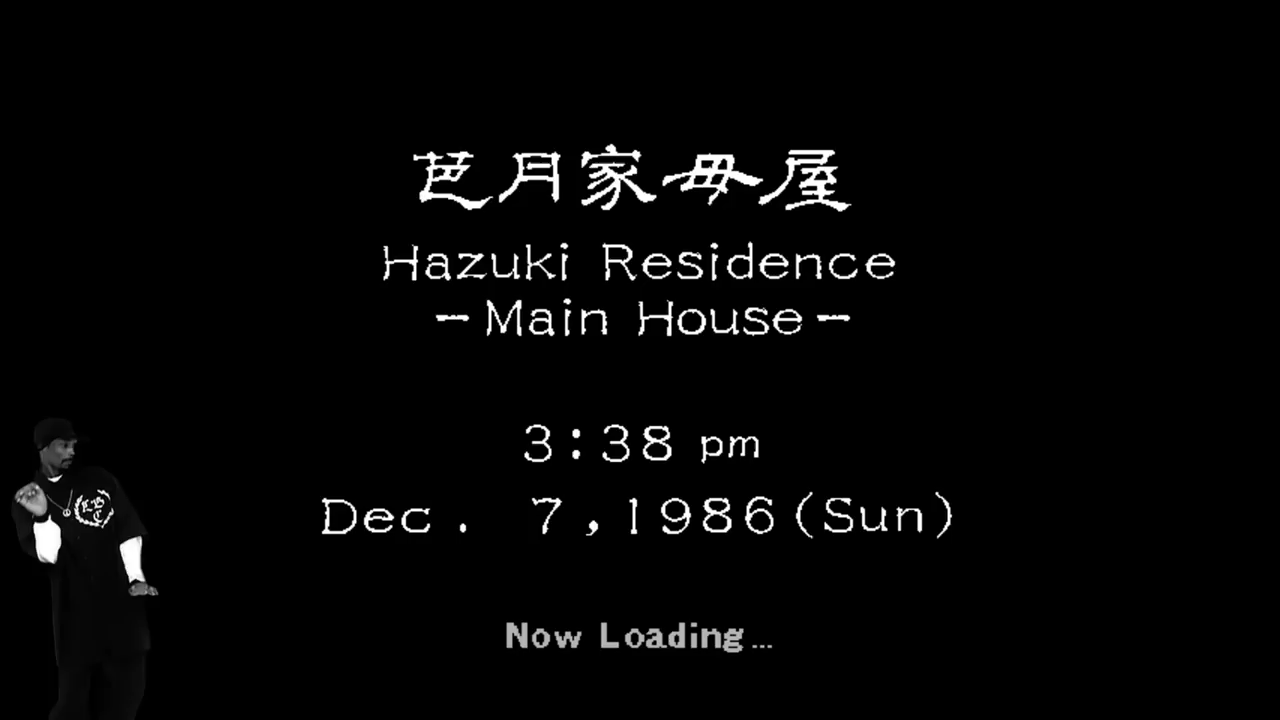 芭月家母屋
Hazuki Residence
-Main House-
3:38 pm
Dec. 7,1986(Sun)
Now Loading...